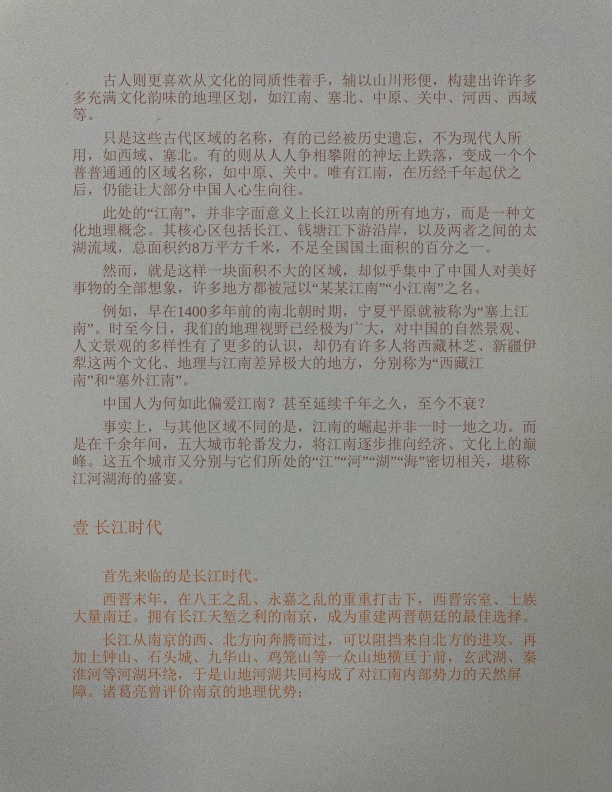 古人则更喜欢从文化的同质性着手，辅以山川形便，构建出许许多
多充满文化韵味的地理区划，如江南、塞北、中原、关中、河西、西域
等。
只是这些古代区域的名称，有的已经被历史遗忘，不为现代人所
用，如西域、塞北。有的则从人人争相攀附的神坛上跌落，变成一个个
普普通通的区域名称，如中原、关中。唯有江南，在历经千年起伏之
后，仍能让大部分中国人心生向往。
此处的“江南”，并非字面意义上长江以南的所有地方，而是一种文
化地理概念。其核心区包括长江、钱塘江下游沿岸，以及两者之间的太
湖流域，总面积约8万平方千米，不足全国国土面积的百分之一。
然而，就是这样一块面积不大的区域，却似乎集中了中国人对美好
事物的全部想象，许多地方都被冠以“某某江南”“小江南”之名。
例如，早在1400多年前的南北朝时期，宁夏平原就被称为“塞上江
南”。时至今日，我们的地理视野已经极为广大，对中国的自然景观、
人文景观的多样性有了更多的认识，却仍有许多人将西藏林芝、新疆伊
犁这两个文化、地理与江南差异极大的地方，分别称为“西藏江
南”和“塞外江南”。
中国人为何如此偏爱江南？甚至延续千年之久，至今不衰？
事实上，与其他区域不同的是，江南的崛起并非一时一地之功。而
是在千余年间，五大城市轮番发力，将江南逐步推向经济、文化上的巅
峰。这五个城市又分别与它们所处的“江”“河”“湖”“海”密切相关，堪称
江河湖海的盛宴。
壹 长江时代
首先来临的是长江时代。
西晋末年，在八王之乱、永嘉之乱的重重打击下，西晋宗室、士族
大量南迁。拥有长江天堑之利的南京，成为重建两晋朝廷的最佳选择。
长江从南京的西、北方向奔腾而过，可以阻挡来自北方的进攻。再
加上钟山、石头城、九华山、鸡笼山等一众山地横亘于前，玄武湖、秦
淮河等河湖环绕，于是山地河湖共同构成了对江南内部势力的天然屏
障。诸葛亮曾评价南京的地理优势：